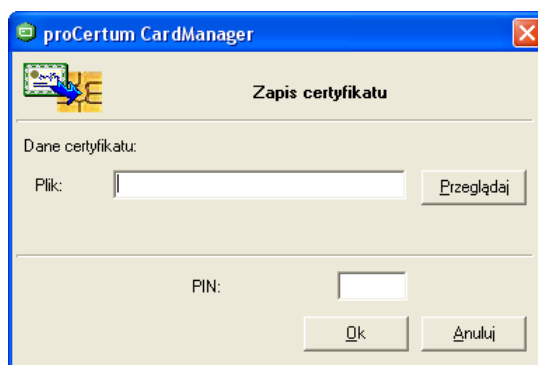 proCertum CardManager
Zapis certyfikatu
Dane certyfikatu:
Plik:
Przeglądaj
PIN:
Ok
Anuluj